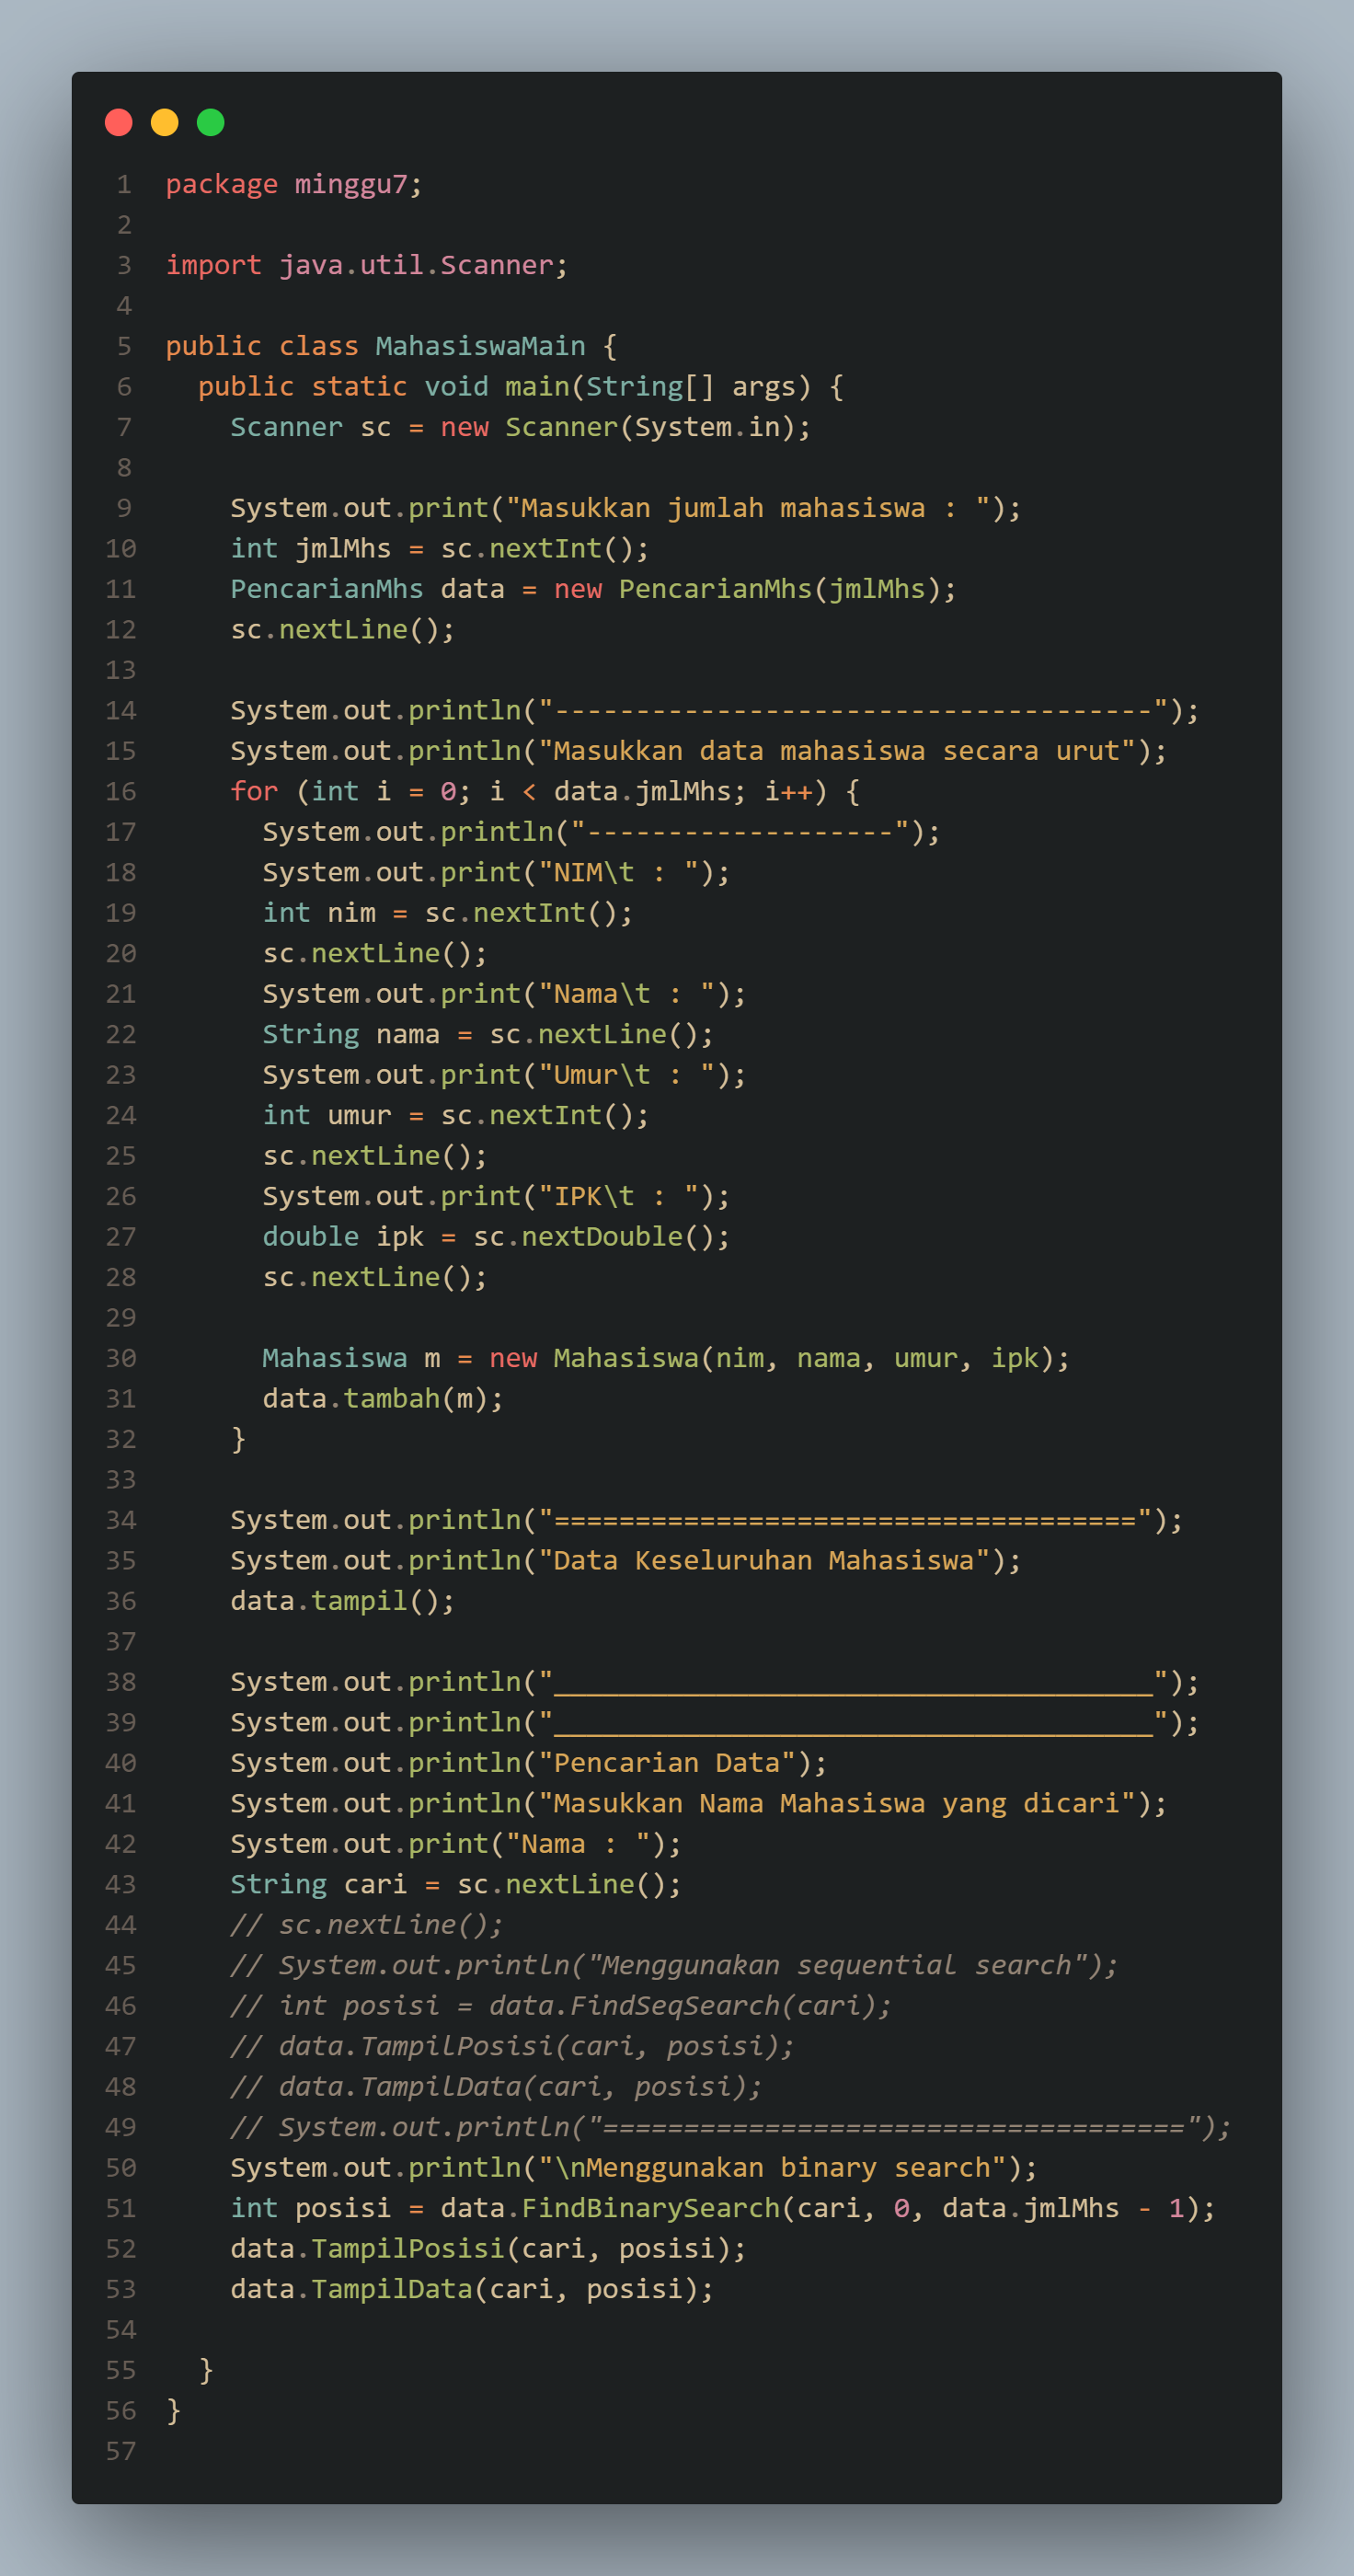 1 package minggu7;
2
3 import java.util.Scanner;
4
5 public class MahasiswaMain {
6   public static void main(String[] args) {
7     Scanner sc = new Scanner(System.in);
8
9     System.out.print("Masukkan jumlah mahasiswa : ");
10     int jmlMhs = sc.nextInt();
11     PencarianMhs data = new PencarianMhs(jmlMhs);
12     sc.nextLine();
13
14     System.out.println("-------------------------------------");
15     System.out.println("Masukkan data mahasiswa secara urut");
16     for (int i = 0; i < data.jmlMhs; i++) {
17       System.out.println("-------------------");
18       System.out.print("NIM\t : ");
19       int nim = sc.nextInt();
20       sc.nextLine();
21       System.out.print("Nama\t : ");
22       String nama = sc.nextLine();
23       System.out.print("Umur\t : ");
24       int umur = sc.nextInt();
25       sc.nextLine();
26       System.out.print("IPK\t : ");
27       double ipk = sc.nextDouble();
28       sc.nextLine();
29
30       Mahasiswa m = new Mahasiswa(nim, nama, umur, ipk);
31       data.tambah(m);
32     }
33
34     System.out.println("====================================");
35     System.out.println("Data Keseluruhan Mahasiswa");
36     data.tampil();
37
38     System.out.println("_____________________________________");
39     System.out.println("_____________________________________");
40     System.out.println("Pencarian Data");
41     System.out.println("Masukkan Nama Mahasiswa yang dicari");
42     System.out.print("Nama : ");
43     String cari = sc.nextLine();
44     // sc.nextLine();
45     // System.out.println("Menggunakan sequential search");
46     // int posisi = data.FindSeqSearch(cari);
47     // data.TampilPosisi(cari, posisi);
48     // data.TampilData(cari, posisi);
49     // System.out.println("====================================");
50     System.out.println("\nMenggunakan binary search");
51     int posisi = data.FindBinarySearch(cari, 0, data.jmlMhs - 1);
52     data.TampilPosisi(cari, posisi);
53     data.TampilData(cari, posisi);
54
55   }
56 }
57